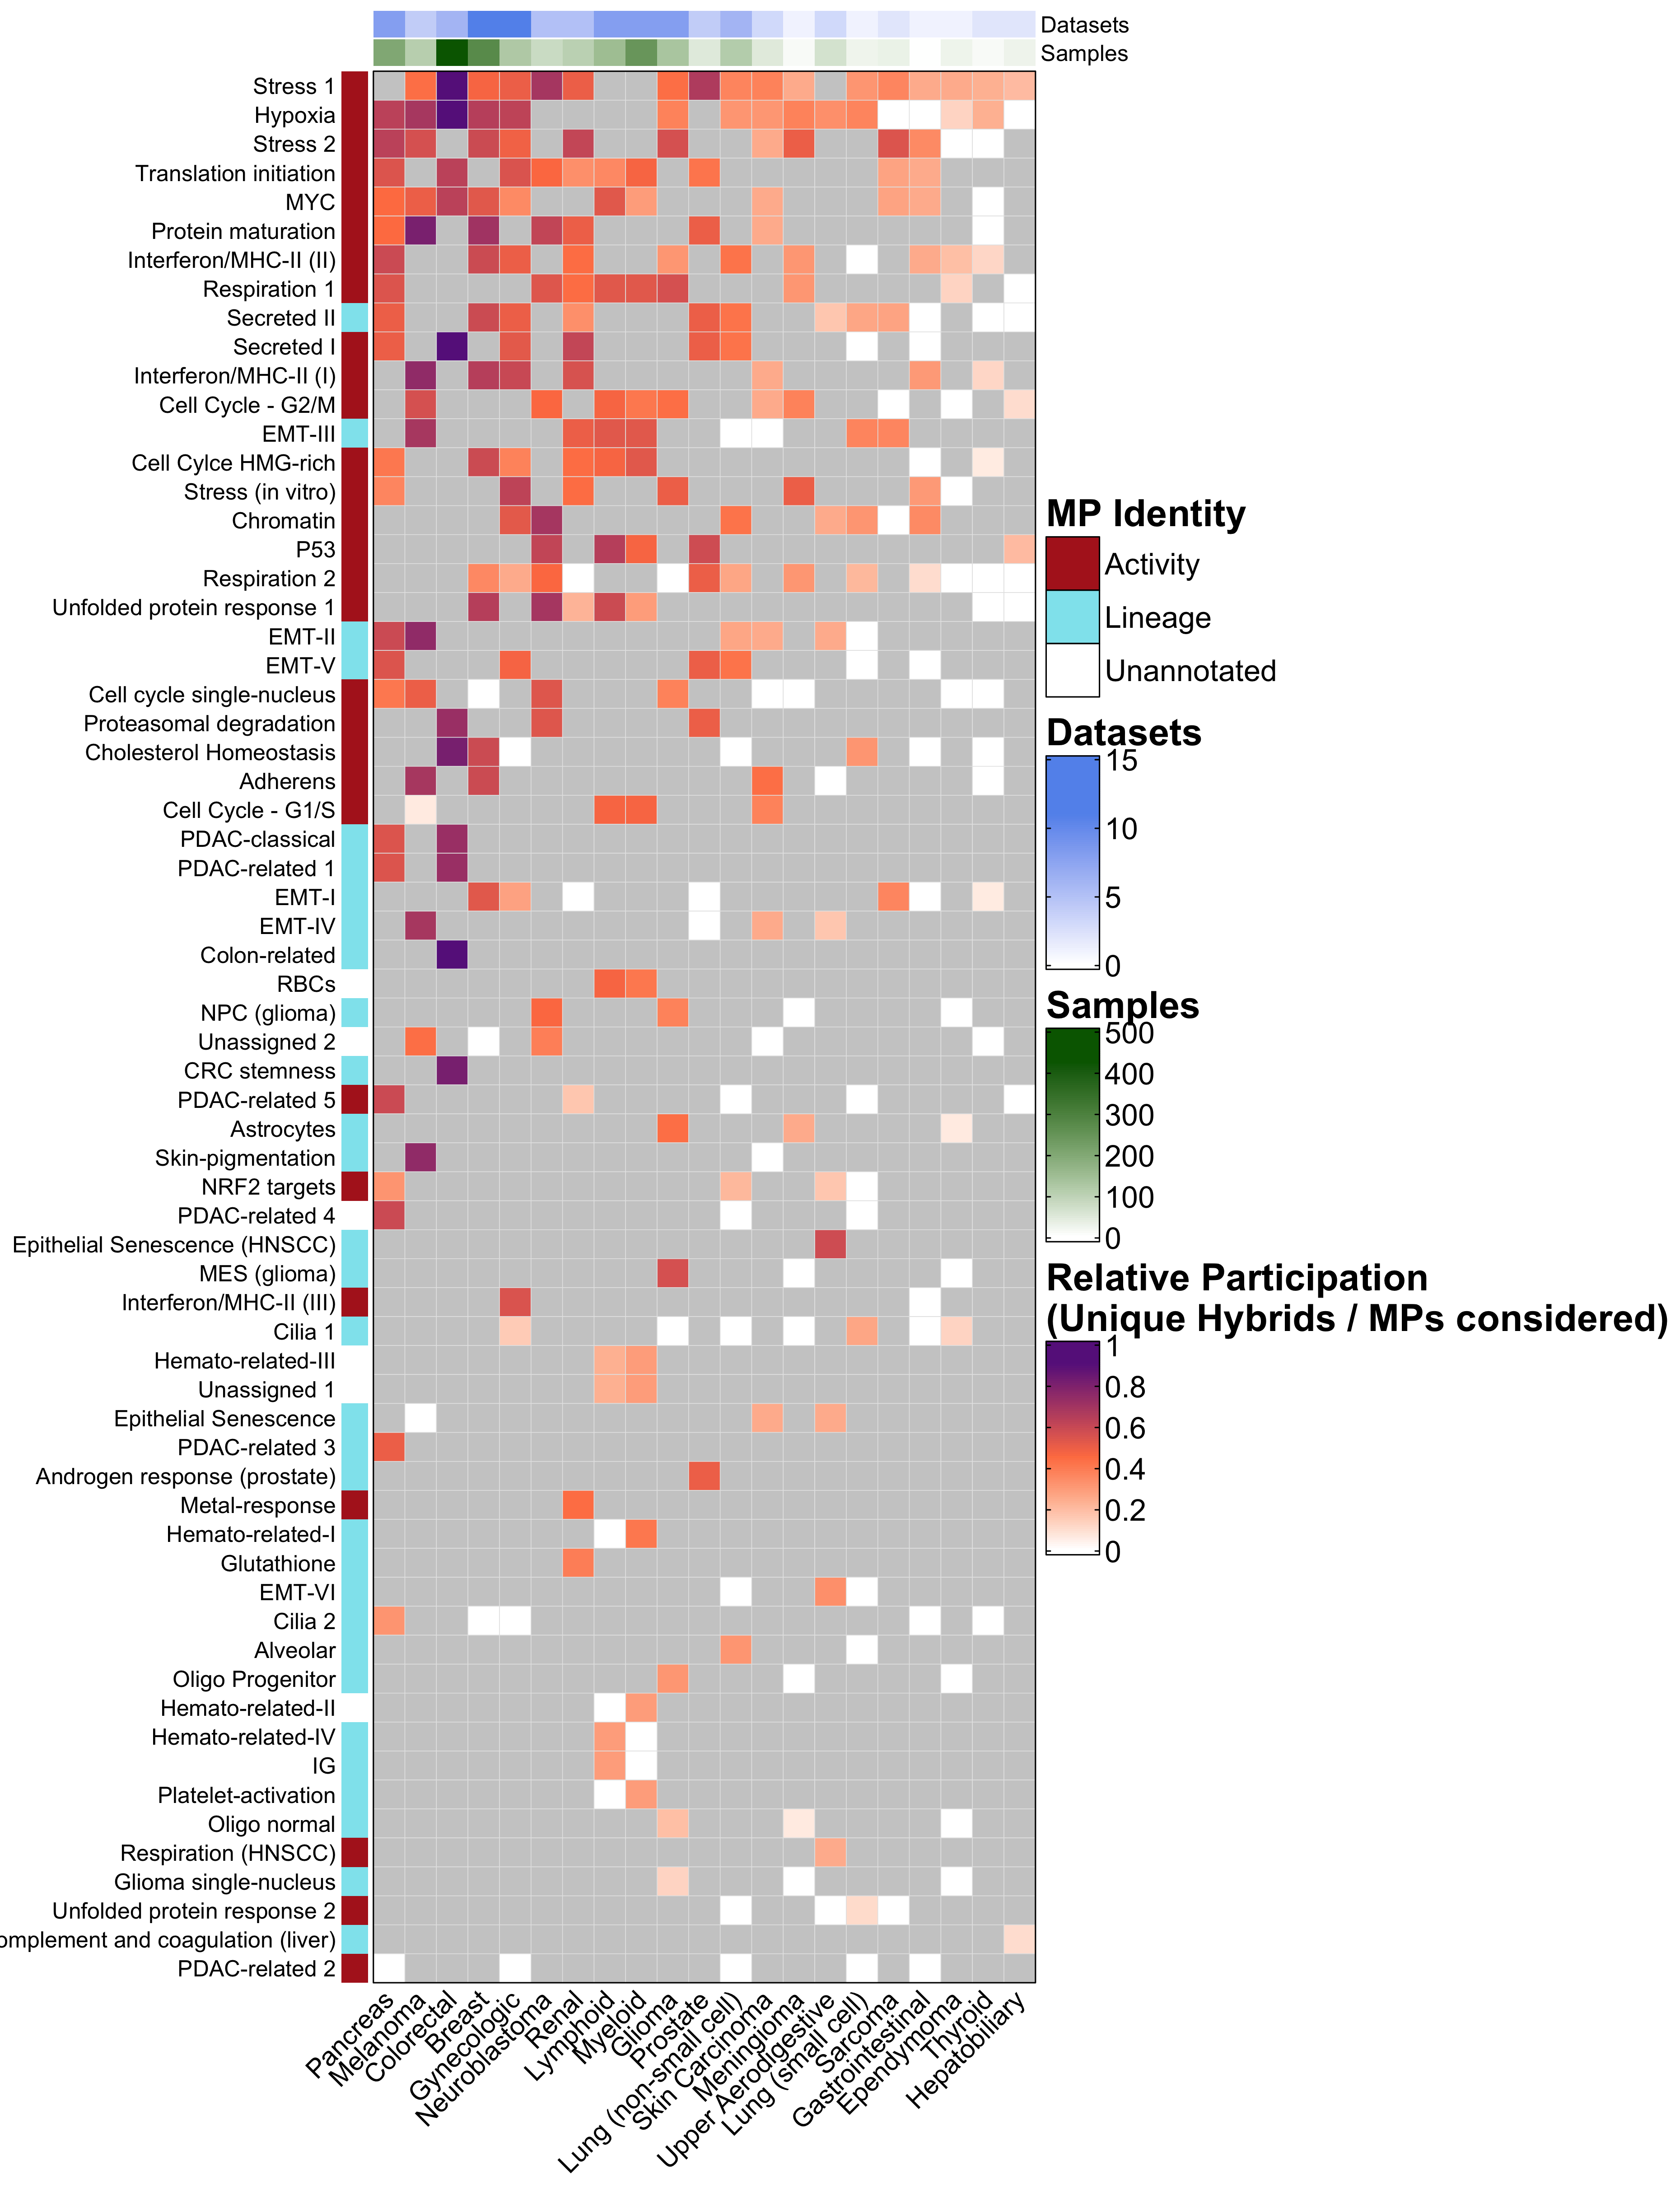 Datasets
Samples
Stress 1
Hypoxia
Stress 2
Translation initiation
MYC
Protein maturation
Interferon/MHC-II (II)
Respiration 1
Secreted II
Secreted I
Interferon/MHC-II (I)
Cell Cycle - G2/M
EMT-III
Cell Cylce HMG-rich
Stress (in vitro)
Chromatin
P53
Respiration 2
Unfolded protein response 1
EMT-II
EMT-V
Cell cycle single-nucleus
Proteasomal degradation
Cholesterol Homeostasis
Adherens
Cell Cycle - G1/S
PDAC-classical
PDAC-related 1
EMT-I
EMT-IV
Colon-related
RBCs
NPC (glioma)
Unassigned 2
CRC stemness
PDAC-related 5
Astrocytes
Skin-pigmentation
NRF2 targets
PDAC-related 4
Epithelial Senescence (HNSCC)
MES (glioma)
Interferon/MHC-II (III)
Cilia 1
Hemato-related-III
Unassigned 1
Epithelial Senescence
PDAC-related 3
Androgen response (prostate)
Metal-response
Hemato-related-I
Glutathione
EMT-VI
Cilia 2
Alveolar
Oligo Progenitor
Hemato-related-II
Hemato-related-IV
IG
Platelet-activation
Oligo normal
Respiration (HNSCC)
Glioma single-nucleus
Unfolded protein response 2
omplement and coagulation (liver)
PDAC-related 2
Pancreas
Melanoma
Colorectal
Breast
Gynecologic
Neuroblastoma
Renal
Lymphoid
Myeloid
Glioma
Prostate
Lung (non-small cell)
Skin Carcinoma
Meningioma
Upper Aerodigestive
Lung (small cell)
Sarcoma
Gastrointestinal
Ependymoma
Thyroid
Hepatobiliary
MP Identity
Activity
Lineage
Unannotated
Datasets
15
10
5
0
Samples
500
400
300
200
100
0
Relative Participation
(Unique Hybrids / MPs considered)
1
0.8
0.6
0.4
0.2
0